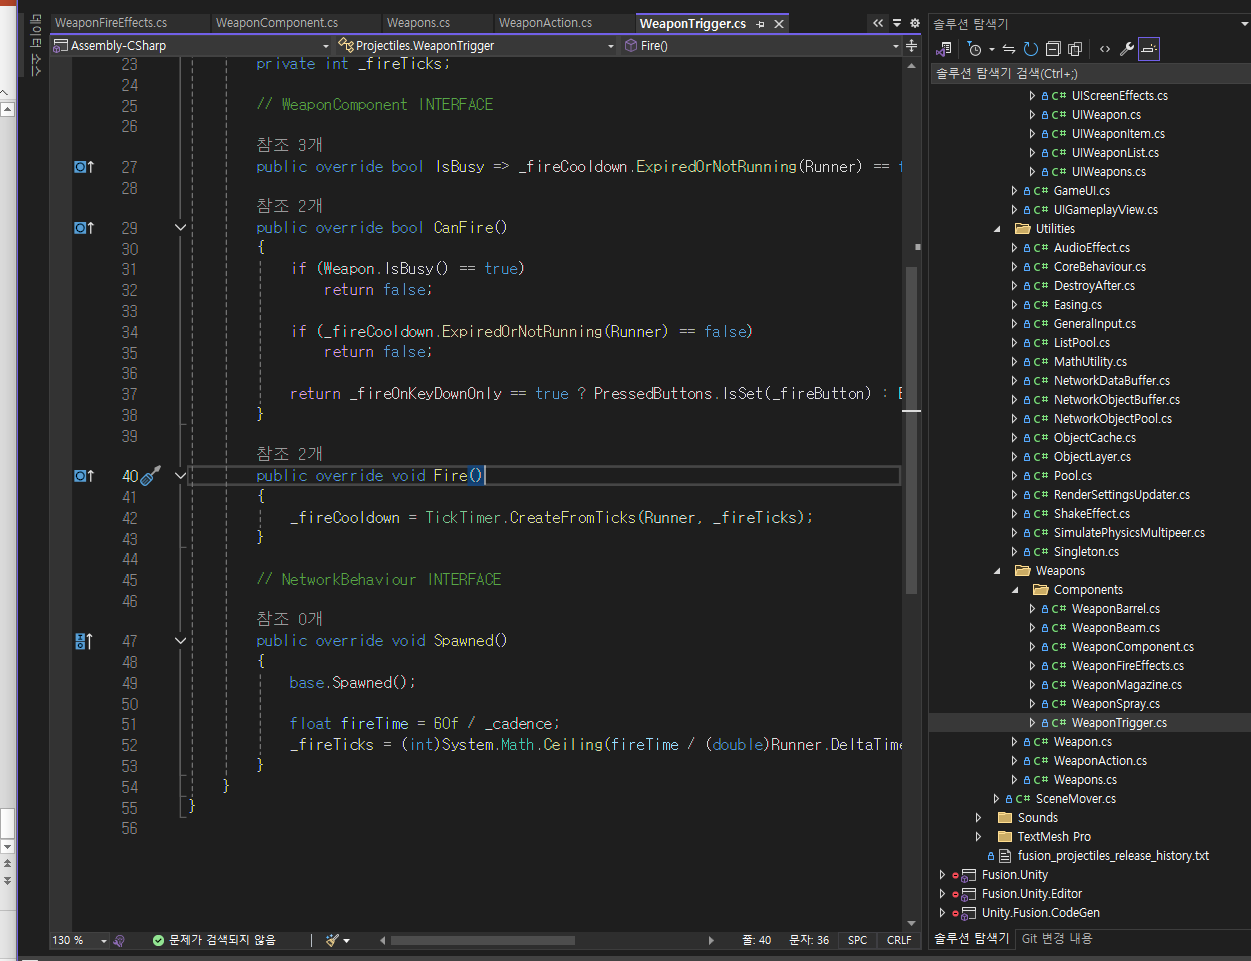 데이터 소스
WeaponFireEffects.cs
WeaponComponent.cs
Weapons.cs
WeaponAction.cs
WeaponTrigger.cs
Assembly-CSharp
Projectiles.WeaponTrigger
Fire()
23 private int _fireTicks;
24
25 // WeaponComponent INTERFACE
26
참조 3개
27 public override bool IsBusy => _fireCooldown.ExpiredOrNotRunning(Runner) ==
28
참조 2개
29 public override bool CanFire()
30 {
31 if (Weapon.IsBusy() == true)
32 return false;
33
34 if (_fireCooldown.ExpiredOrNotRunning(Runner) == false)
35 return false;
36
37 return _fireOnKeyDownOnly == true ? PressedButtons.IsSet(_fireButton) :
38 }
39
참조 2개
40 public override void Fire()
41 {
42 _fireCooldown = TickTimer.CreateFromTicks(Runner, _fireTicks);
43 }
44
45 // NetworkBehaviour INTERFACE
46
참조 0개
47 public override void Spawned()
48 {
49 base.Spawned();
50
51 float fireTime = 60f / _cadence;
52 _fireTicks = (int)System.Math.Ceiling(fireTime / (double)Runner.DeltaTime
53 }
54 }
55 }
56
130 %
문제가 검색되지 않음
줄: 40
문자: 36
SPC
CRLF
솔루션 탐색기
솔루션 탐색기 검색(Ctrl+;)
C# UIScreenEffects.cs
C# UIWeapon.cs
C# UIWeaponItem.cs
C# UIWeaponList.cs
C# UIWeapons.cs
C# GameUI.cs
C# UIGameplayView.cs
Utilities
C# AudioEffect.cs
C# CoreBehaviour.cs
C# DestroyAfter.cs
C# Easing.cs
C# GeneralInput.cs
C# ListPool.cs
C# MathUtility.cs
C# NetworkDataBuffer.cs
C# NetworkObjectBuffer.cs
C# NetworkObjectPool.cs
C# ObjectCache.cs
C# ObjectLayer.cs
C# Pool.cs
C# RenderSettingsUpdater.cs
C# ShakeEffect.cs
C# SimulatePhysicsMultipeer.cs
C# Singleton.cs
Weapons
Components
C# WeaponBarrel.cs
C# WeaponBeam.cs
C# WeaponComponent.cs
C# WeaponFireEffects.cs
C# WeaponMagazine.cs
C# WeaponSpray.cs
C# WeaponTrigger.cs
C# Weapon.cs
C# WeaponAction.cs
C# Weapons.cs
C# SceneMover.cs
Sounds
TextMesh Pro
fusion_projectiles_release_history.txt
Fusion.Unity
Fusion.Unity.Editor
Unity.Fusion.CodeGen
솔루션 탐색기
Git 변경 내용